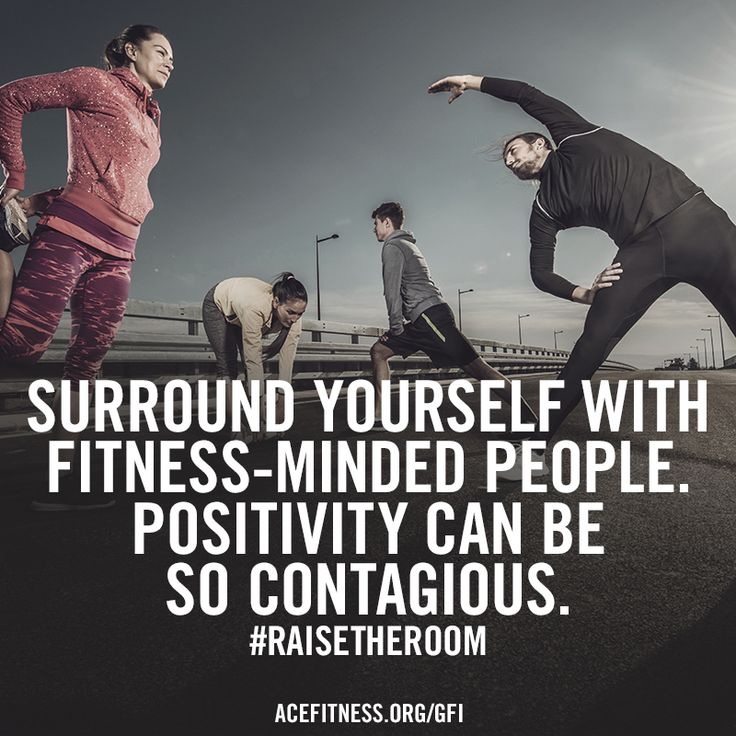 SURROUND YOURSELF WITH
FITNESS-MINDED PEOPLE.
POSITIVITY CAN BE
SO CONTAGIOUS.
#RAISETHEROOM
ACEFITNESS.ORG/GFI